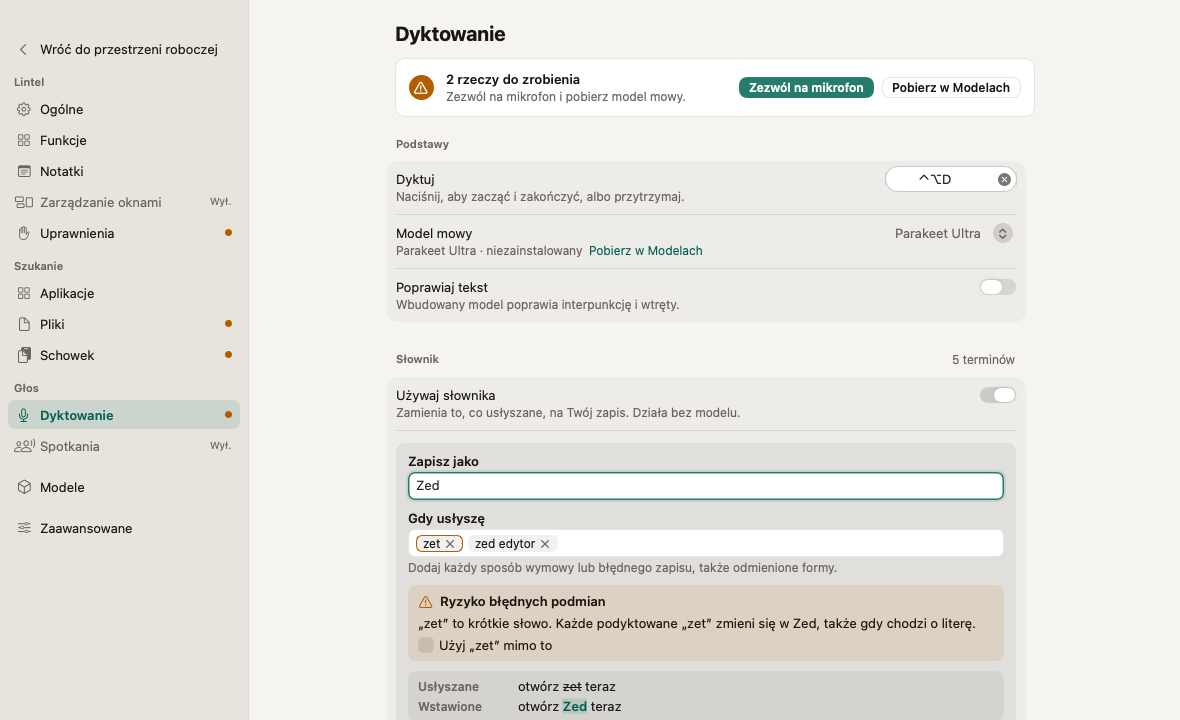 Wróć do przestrzeni roboczej
Lintel
Ogólne
Funkcje
Notatki
Zarządzanie oknami Wył.
Uprawnienia
Szukanie
Aplikacje
Pliki
Schowek
Głos
Dyktowanie
Spotkania Wył.
Modele
Zaawansowane
Dyktowanie
2 rzeczy do zrobienia
Zezwól na mikrofon i pobierz model mowy.
Zezwól na mikrofon
Pobierz w Modelach
Podstawy
Dyktuj
Naciśnij, aby zacząć i zakończyć, albo przytrzymaj.
^⌥D
Model mowy
Parakeet Ultra · niezainstalowany Pobierz w Modelach
Parakeet Ultra
Poprawiaj tekst
Wbudowany model poprawia interpunkcję i wtręty.
Słownik
5 terminów
Używaj słownika
Zamienia to, co usłyszane, na Twój zapis. Działa bez modelu.
Zapisz jako
Zed
Gdy usłyszę
zet zed edytor
Dodaj każdy sposób wymowy lub błędnego zapisu, także odmienione formy.
Ryzyko błędnych podmian
„zet” to krótkie słowo. Każde podyktowane „zet” zmieni się w Zed, także gdy chodzi o literę.
Użyj „zet” mimo to
Usłyszane otwórz zet teraz
Wstawione otwórz Zed teraz